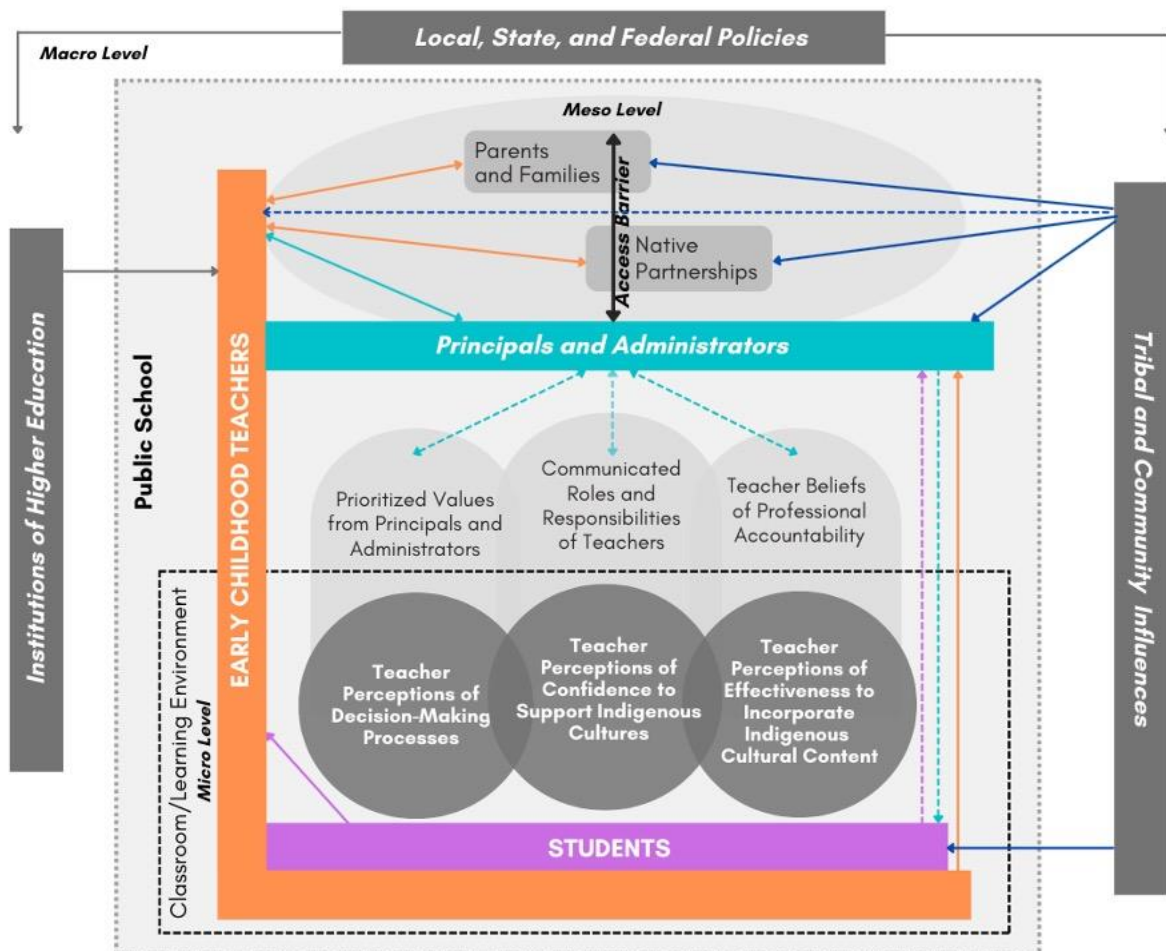 Local, State, and Federal Policies
Macro Level
Meso Level
Parents
and Families
Access Barrier
Native
Partnerships
Principals and Administrators
Institutions of Higher Education
Public School
EARLY CHILDHOOD TEACHERS
Tribal and Community Influences
Prioritized Values
from Principals and
Administrators
Communicated
Roles and
Responsibilities
of Teachers
Teacher Beliefs
of Professional
Accountability
Classroom/Learning Environment
Micro Level
Teacher
Perceptions of
Decision-Making
Processes
Teacher
Perceptions of
Confidence to
Support Indigenous
Cultures
Teacher
Perceptions of
Effectiveness to
Incorporate
Indigenous
Cultural Content
STUDENTS